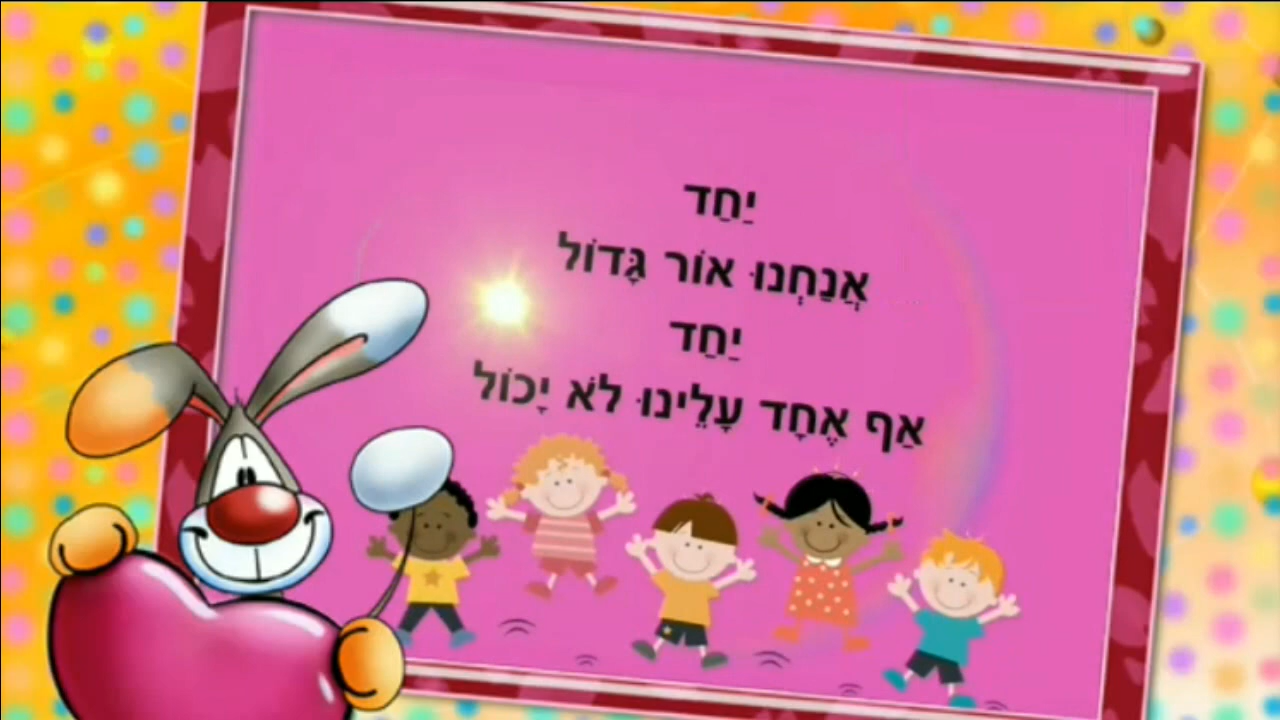 יַחַד
אֲנַחְנוּ אוֹר גָּדוֹל
יַחַד
אַף אֶחָד עָלֵינוּ לֹא יָכוֹל